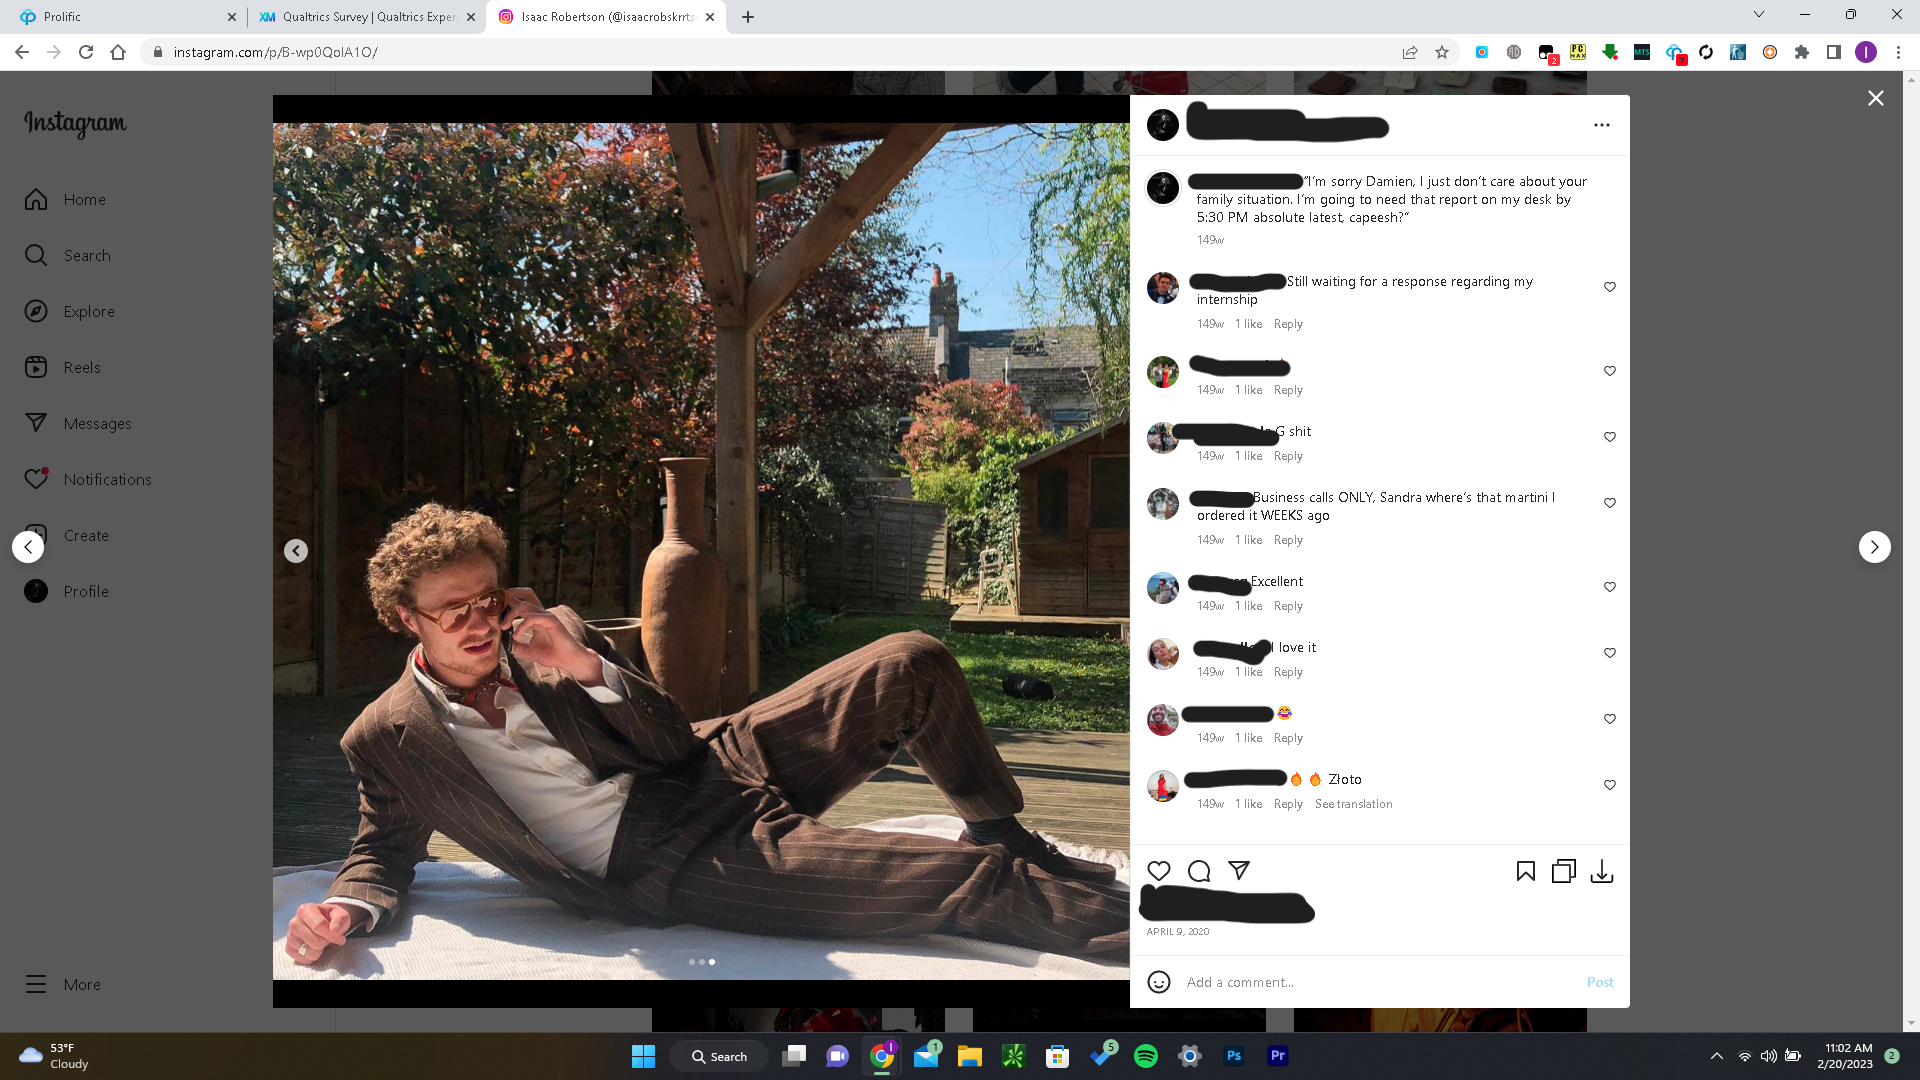 Prolific
Qualtrics Survey | Qualtrics Exper
Isaac Robertson (@isaacrobskrrts
instagram.com/p/B-wp0QolA1O/
Instagram
Home
Search
Explore
Reels
Messages
Notifications
Create
Profile
More
"I'm sorry Damien, I just don't care about your
family situation. I'm going to need that report on my desk by
5:30 PM absolute latest, capeesh?"
149w
Still waiting for a response regarding my
internship
149w 1 like Reply
149w 1 like Reply
G shit
149w 1 like Reply
Business calls ONLY, Sandra where's that martini I
ordered it WEEKS ago
149w 1 like Reply
Excellent
149w 1 like Reply
I love it
149w 1 like Reply
😂
149w 1 like Reply
🔥 🔥 Złoto
149w 1 like Reply See translation
APRIL 9, 2020
Add a comment...
Post
53°F
Cloudy
Search
11:02 AM
2/20/2023